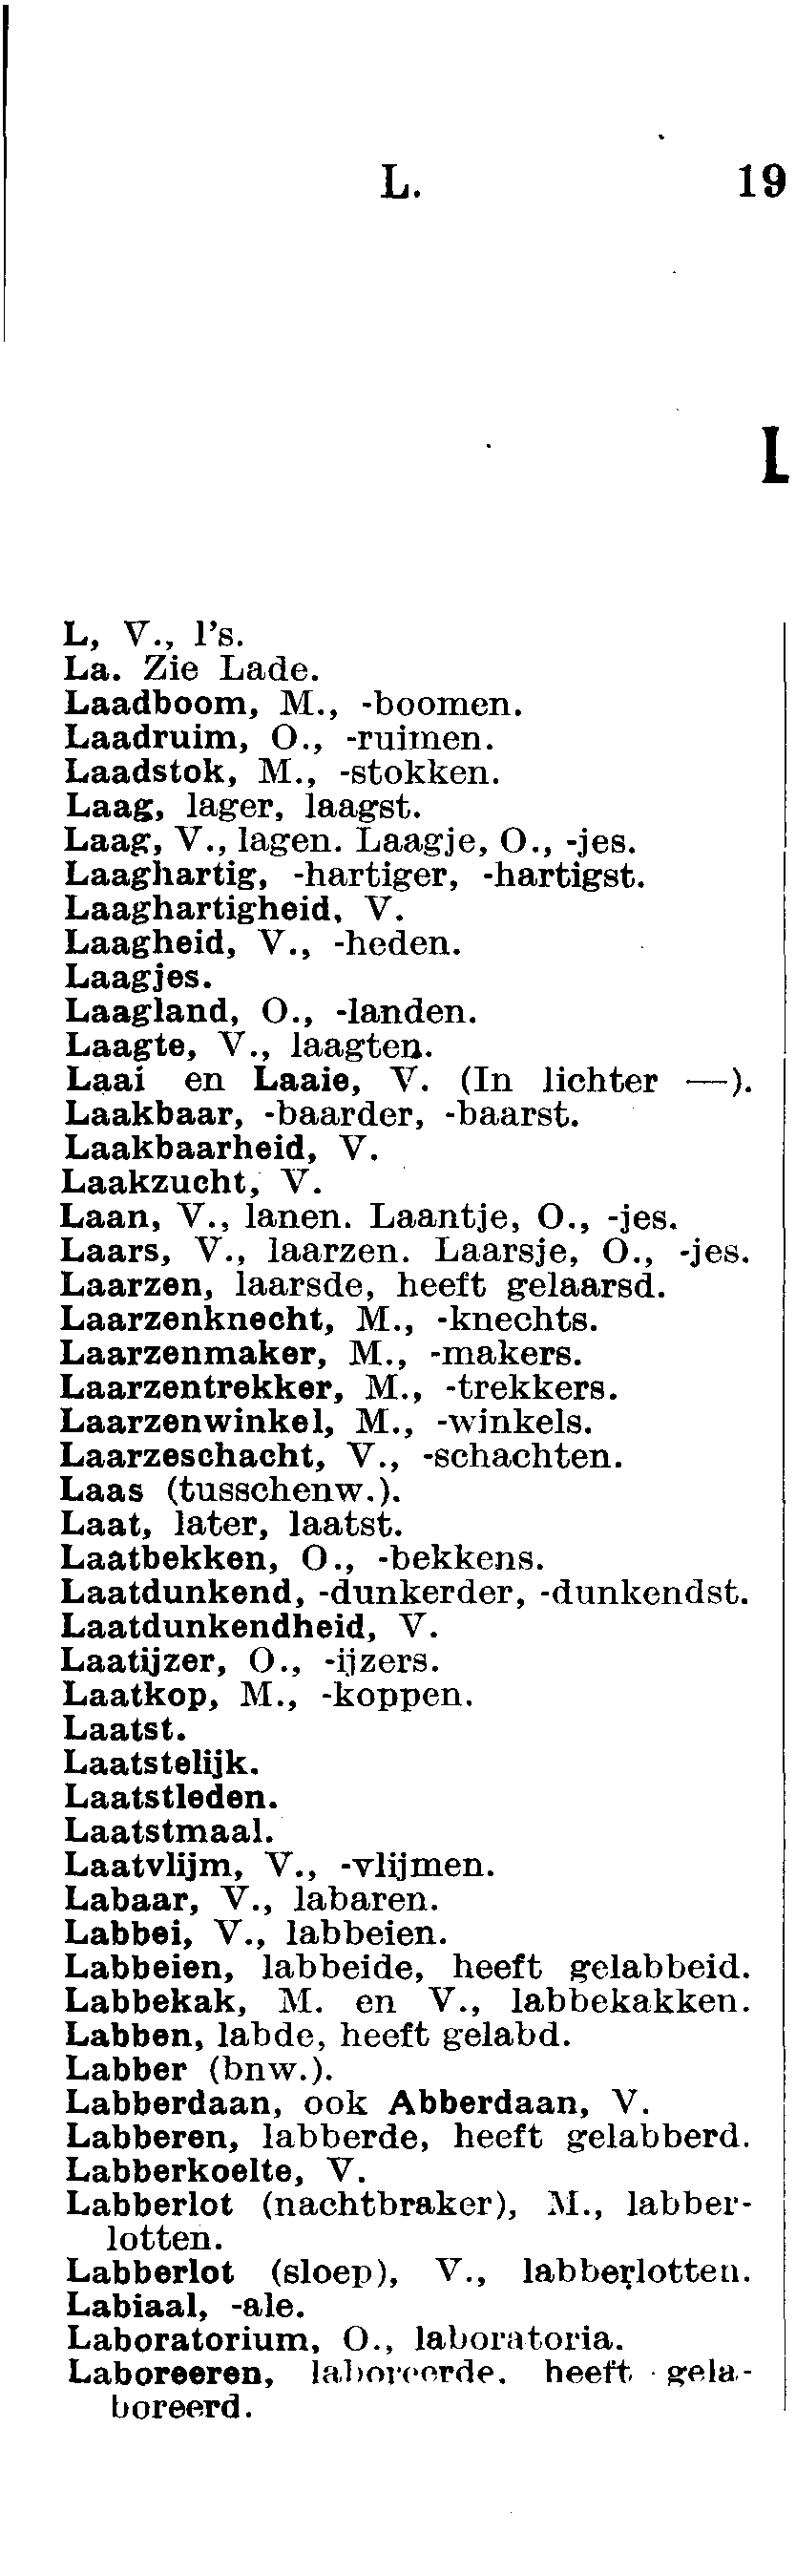 L. 19
L
L, V., l's.
La. Zie Lade.
Laadboom, M., -boomen.
Laadruim, O., -ruimen.
Laadstok, M., -stokken.
Laag, lager, laagst.
Laag, V., lagen. Laagje, O., -jes.
Laaghartig, -hartiger, -hartigst.
Laaghartigheid, V.
Laagheid, V., -heden.
Laagjes.
Laagland, O., -landen.
Laagte, V., laagten.
Laai en Laaie, V. (In lichter —).
Laakbaar, -baarder, -baarst.
Laakbaarheid, V.
Laakzucht, V.
Laan, V., lanen. Laantje, O., -jes.
Laars, V., laarzen. Laarsje, O., -jes.
Laarzen, laarsde, heeft gelaarsd.
Laarzenknecht, M., -knechts.
Laarzenmaker, M., -makers.
Laarzentrekker, M., -trekkers.
Laarzenwinkel, M., -winkels.
Laarzeschacht, V., -schachten.
Laas (tusschenw.).
Laat, later, laatst.
Laatbekken, O., -bekkens.
Laatdunkend, -dunkerder, -dunkendst.
Laatdunkendheid, V.
Laatijzer, O., -ijzers.
Laatkop, M., -koppen.
Laatst.
Laatstelijk.
Laatstleden.
Laatstmaal.
Laatvlijm, V., -vlijmen.
Labaar, V., labaren.
Labbei, V., labbeien.
Labbeien, labbeide, heeft gelabbeid.
Labbekak, M. en V., labbekakken.
Labben, labde, heeft gelabd.
Labber (bnw.).
Labberdaan, ook Abberdaan, V.
Labberen, labberde, heeft gelabberd.
Labberkoelte, V.
Labberlot (nachtbraker), M., labber-
lotten.
Labberlot (sloep), V., labberlotten.
Labiaal, -ale.
Laboratorium, O., laboratoria.
Laboreeren, laboreerde, heeft gela-
boreerd.